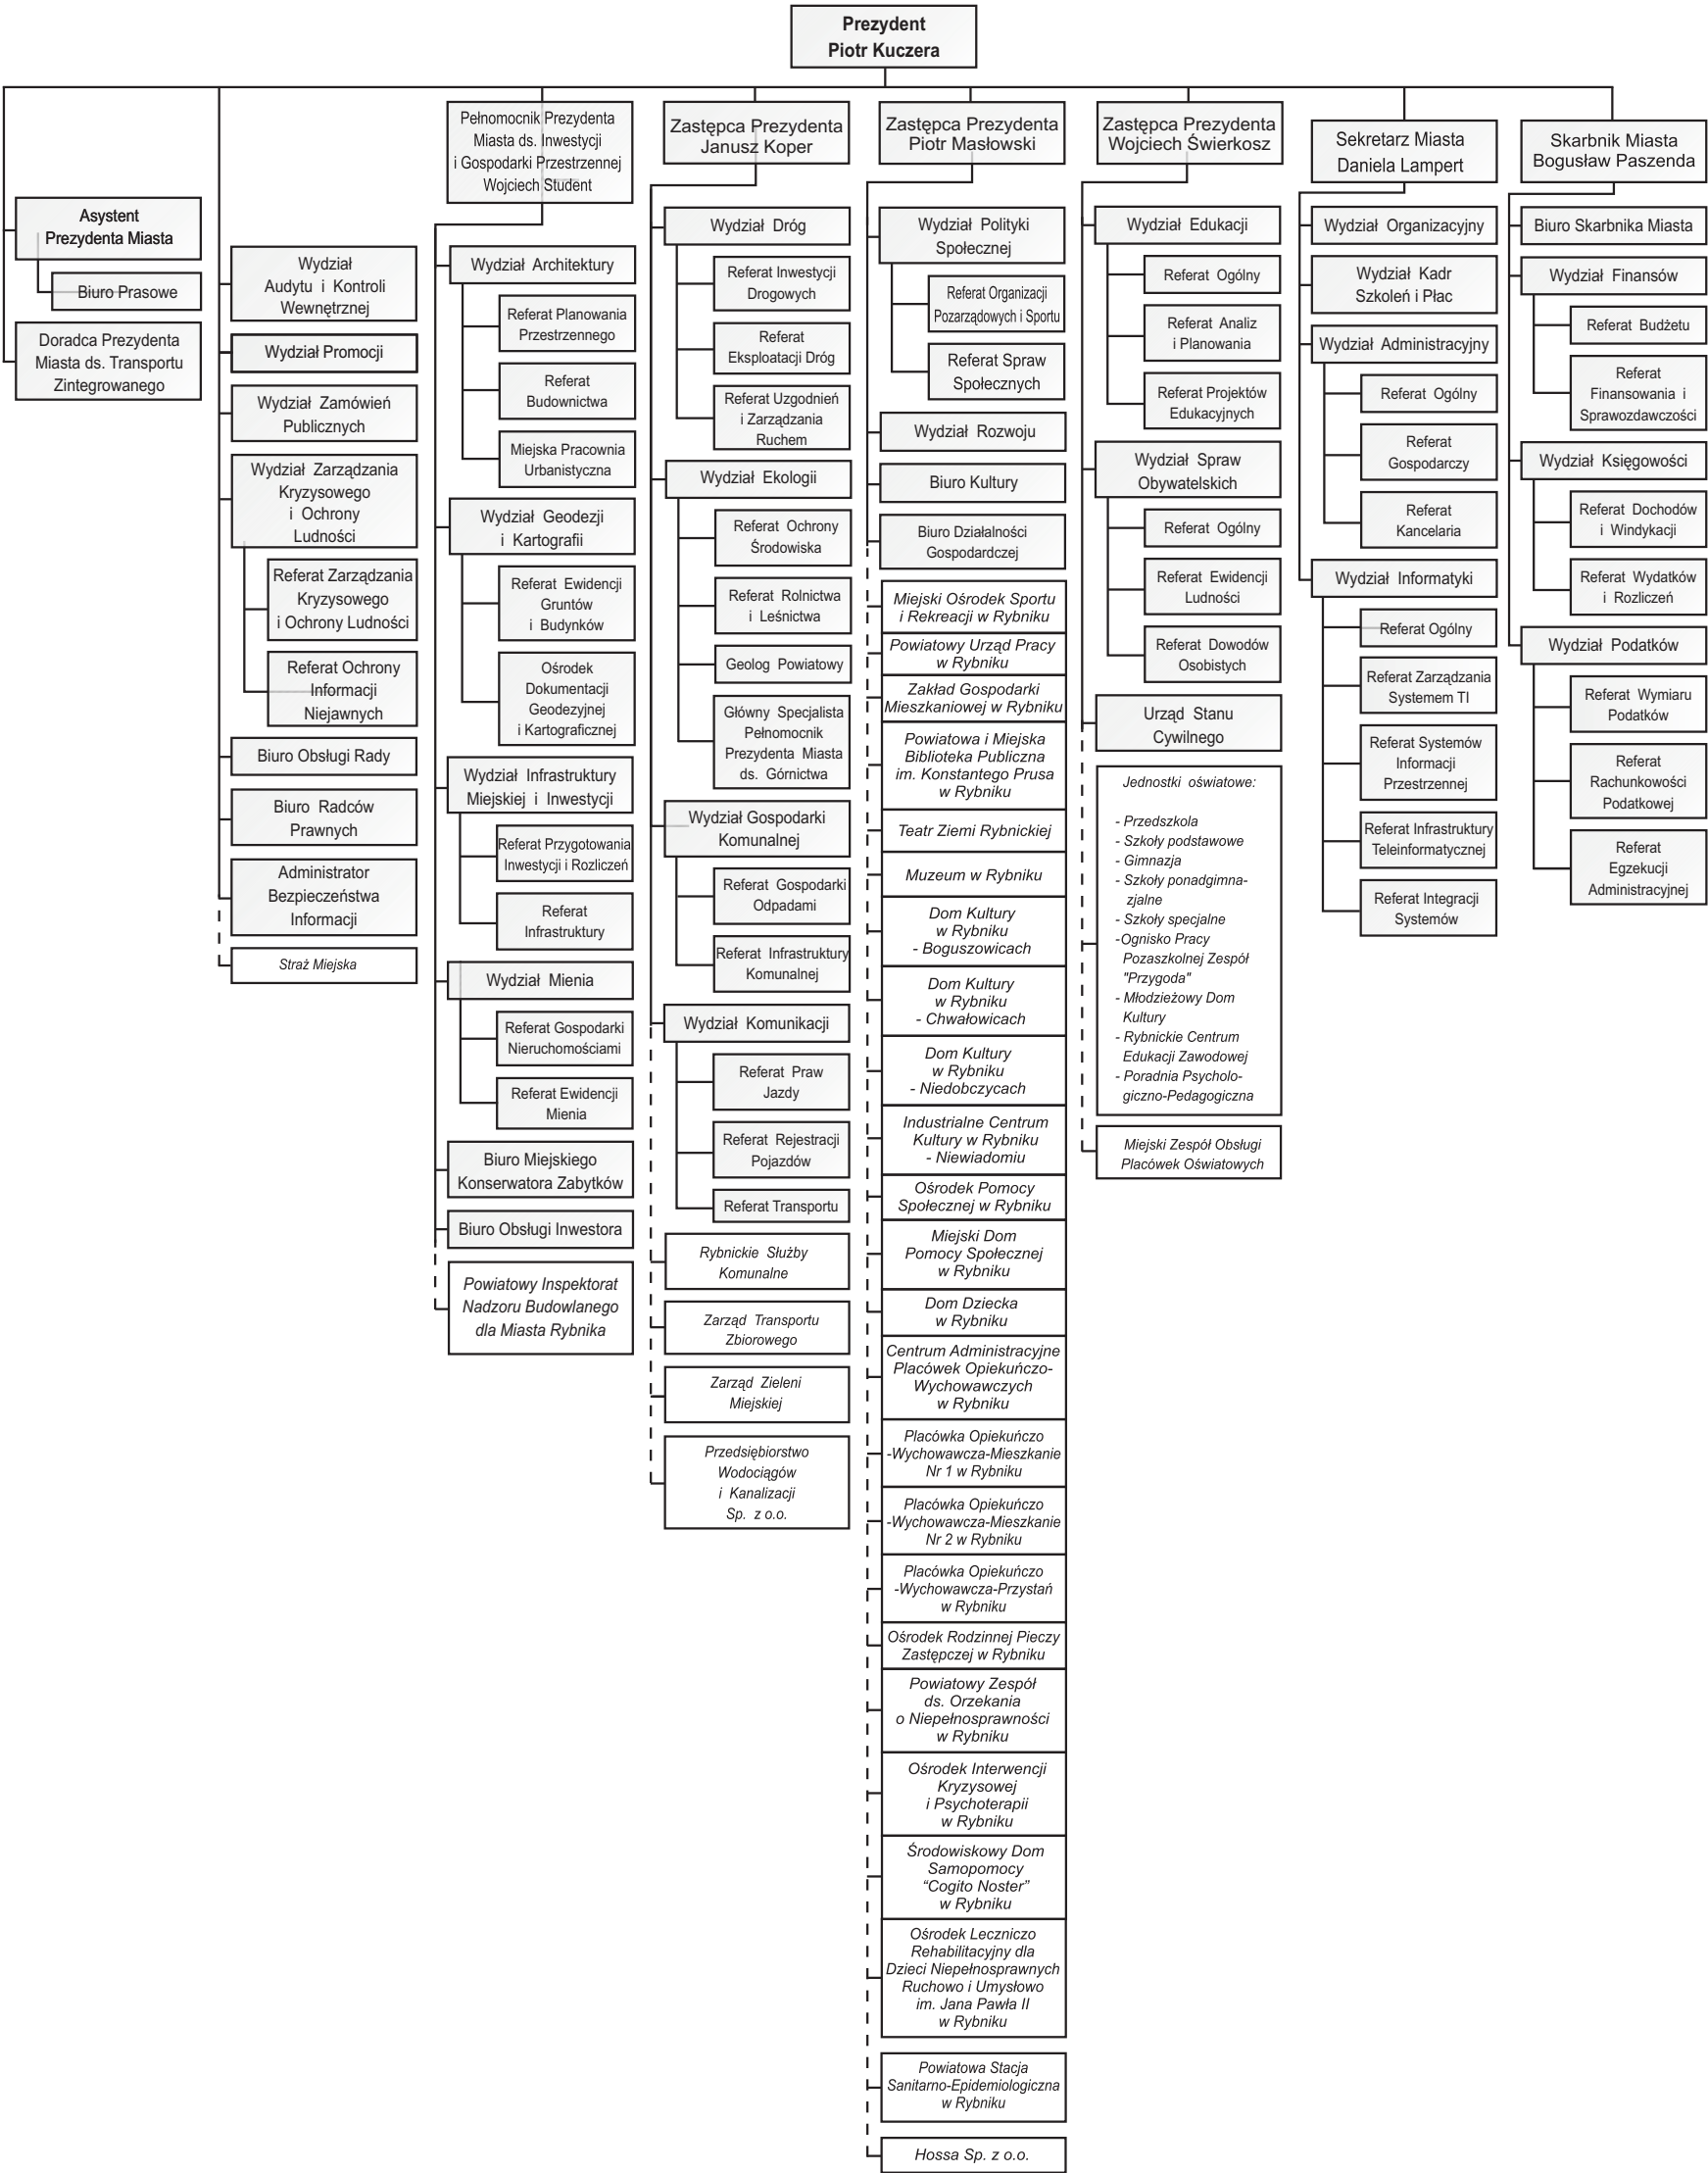 Prezydent
Piotr Kuczera
Asystent
Prezydenta Miasta
Biuro Prasowe
Doradca Prezydenta
Miasta ds. Transportu
Zintegrowanego
Wydział
Audytu i Kontroli
Wewnętrznej
Wydział Promocji
Wydział Zamówień
Publicznych
Wydział Zarządzania
Kryzysowego
i Ochrony
Ludności
Referat Zarządzania
Kryzysowego
i Ochrony Ludności
Referat Ochrony
Informacji
Niejawnych
Biuro Obsługi Rady
Biuro Radców
Prawnych
Administrator
Bezpieczeństwa
Informacji
Straż Miejska
Pełnomocnik Prezydenta
Miasta ds. Inwestycji
i Gospodarki Przestrzennej
Wojciech Student
Wydział Architektury
Referat Planowania
Przestrzennego
Referat
Budownictwa
Miejska Pracownia
Urbanistyczna
Wydział Geodezji
i Kartografii
Referat Ewidencji
Gruntów
i Budynków
Ośrodek
Dokumentacji
Geodezyjnej
i Kartograficznej
Wydział Infrastruktury
Miejskiej i Inwestycji
Referat Przygotowania
Inwestycji i Rozliczeń
Referat
Infrastruktury
Wydział Mienia
Referat Gospodarki
Nieruchomościami
Referat Ewidencji
Mienia
Biuro Miejskiego
Konserwatora Zabytków
Biuro Obsługi Inwestora
Powiatowy Inspektorat
Nadzoru Budowlanego
dla Miasta Rybnika
Zastępca Prezydenta
Janusz Koper
Wydział Dróg
Referat Inwestycji
Drogowych
Referat
Eksploatacji Dróg
Referat Uzgodnień
i Zarządzania
Ruchem
Wydział Ekologii
Referat Ochrony
Środowiska
Referat Rolnictwa
i Leśnictwa
Geolog Powiatowy
Główny Specjalista
Pełnomocnik
Prezydenta Miasta
ds. Górnictwa
Wydział Gospodarki
Komunalnej
Referat Gospodarki
Odpadami
Referat Infrastruktury
Komunalnej
Wydział Komunikacji
Referat Praw
Jazdy
Referat Rejestracji
Pojazdów
Referat Transportu
Rybnickie Służby
Komunalne
Zarząd Transportu
Zbiorowego
Zarząd Zieleni
Miejskiej
Przedsiębiorstwo
Wodociągów
i Kanalizacji
Sp. z o.o.
Zastępca Prezydenta
Piotr Masłowski
Wydział Polityki
Społecznej
Referat Organizacji
Pozarządowych i Sportu
Referat Spraw
Społecznych
Wydział Rozwoju
Biuro Kultury
Biuro Działalności
Gospodardczej
Miejski Ośrodek Sportu
i Rekreacji w Rybniku
Powiatowy Urząd Pracy
w Rybniku
Zakład Gospodarki
Mieszkaniowej w Rybniku
Powiatowa i Miejska
Biblioteka Publiczna
im. Konstantego Prusa
w Rybniku
Teatr Ziemi Rybnickiej
Muzeum w Rybniku
Dom Kultury
w Rybniku
- Boguszowicach
Dom Kultury
w Rybniku
- Chwałowicach
Dom Kultury
w Rybniku
- Niedobczycach
Industrialne Centrum
Kultury w Rybniku
- Niewiadomiu
Ośrodek Pomocy
Społecznej w Rybniku
Miejski Dom
Pomocy Społecznej
w Rybniku
Dom Dziecka
w Rybniku
Centrum Administracyjne
Placówek Opiekuńczo-
Wychowawczych
w Rybniku
Placówka Opiekuńczo
-Wychowawcza-Mieszkanie
Nr 1 w Rybniku
Placówka Opiekuńczo
-Wychowawcza-Mieszkanie
Nr 2 w Rybniku
Placówka Opiekuńczo
-Wychowawcza-Przystań
w Rybniku
Ośrodek Rodzinnej Pieczy
Zastępczej w Rybniku
Powiatowy Zespół
ds. Orzekania
o Niepełnosprawności
w Rybniku
Ośrodek Interwencji
Kryzysowej
i Psychoterapii
w Rybniku
Środowiskowy Dom
Samopomocy
“Cogito Noster”
w Rybniku
Ośrodek Leczniczo
Rehabilitacyjny dla
Dzieci Niepełnosprawnych
Ruchowo i Umysłowo
im. Jana Pawła II
w Rybniku
Powiatowa Stacja
Sanitarno-Epidemiologiczna
w Rybniku
Hossa Sp. z o.o.
Zastępca Prezydenta
Wojciech Świerkosz
Wydział Edukacji
Referat Ogólny
Referat Analiz
i Planowania
Referat Projektów
Edukacyjnych
Wydział Spraw
Obywatelskich
Referat Ogólny
Referat Ewidencji
Ludności
Referat Dowodów
Osobistych
Urząd Stanu
Cywilnego
Jednostki oświatowe:
- Przedszkola
- Szkoły podstawowe
- Gimnazja
- Szkoły ponadgimna-
zjalne
- Szkoły specjalne
-Ognisko Pracy
Pozaszkolnej Zespół
"Przygoda"
- Młodzieżowy Dom
Kultury
- Rybnickie Centrum
Edukacji Zawodowej
- Poradnia Psycholo-
giczno-Pedagogiczna
Miejski Zespół Obsługi
Placówek Oświatowych
Sekretarz Miasta
Daniela Lampert
Wydział Organizacyjny
Wydział Kadr
Szkoleń i Płac
Wydział Administracyjny
Referat Ogólny
Referat
Gospodarczy
Referat
Kancelaria
Wydział Informatyki
Referat Ogólny
Referat Zarządzania
Systemem TI
Referat Systemów
Informacji
Przestrzennej
Referat Infrastruktury
Teleinformatycznej
Referat Integracji
Systemów
Skarbnik Miasta
Bogusław Paszenda
Biuro Skarbnika Miasta
Wydział Finansów
Referat Budżetu
Referat
Finansowania i
Sprawozdawczości
Wydział Księgowości
Referat Dochodów
i Windykacji
Referat Wydatków
i Rozliczeń
Wydział Podatków
Referat Wymiaru
Podatków
Referat
Rachunkowości
Podatkowej
Referat
Egzekucji
Administracyjnej